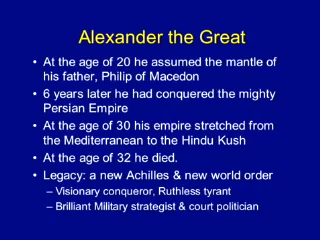 Alexander the Great
• At the age of 20 he assumed the mantle of
his father, Philip of Macedon
• 6 years later he had conquered the mighty
Persian Empire
• At the age of 30 his empire stretched from
the Mediterranean to the Hindu Kush
• At the age of 32 he died.
• Legacy: a new Achilles & new world order
– Visionary conqueror, Ruthless tyrant
– Brilliant Military strategist & court politician